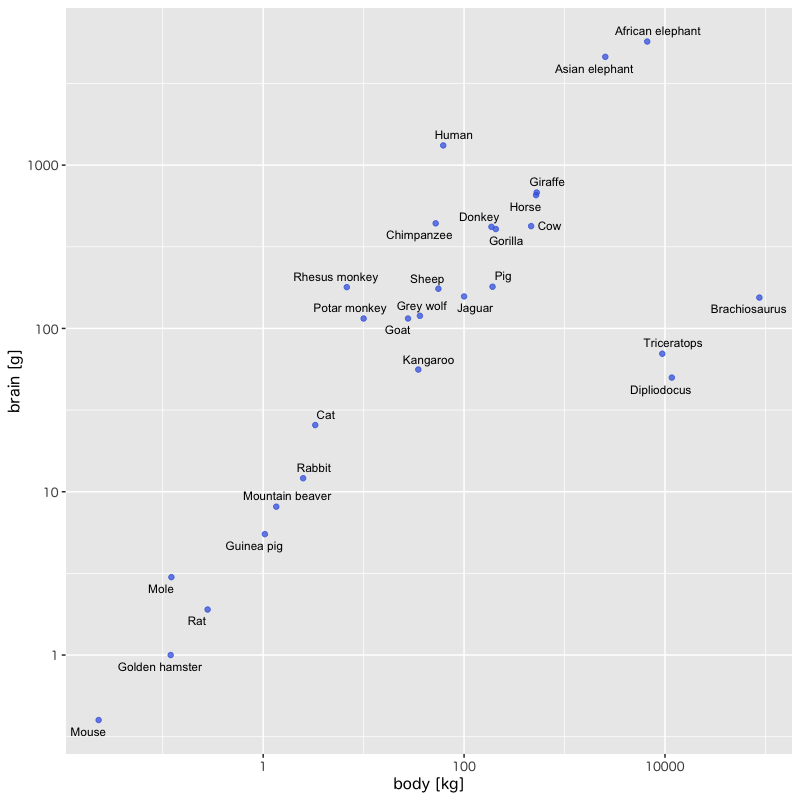 African elephant
Asian elephant
Human
1000
Giraffe
Horse
Donkey
Cow
Chimpanzee
Gorilla
Rhesus monkey
Sheep
Pig
Potar monkey
Grey wolf
Jaguar
Brachiosaurus
100
Goat
Triceratops
Kangaroo
Dipliodocus
brain [g]
Cat
Rabbit
10
Mountain beaver
Guinea pig
Mole
Rat
1
Golden hamster
Mouse
1
100
10000
body [kg]